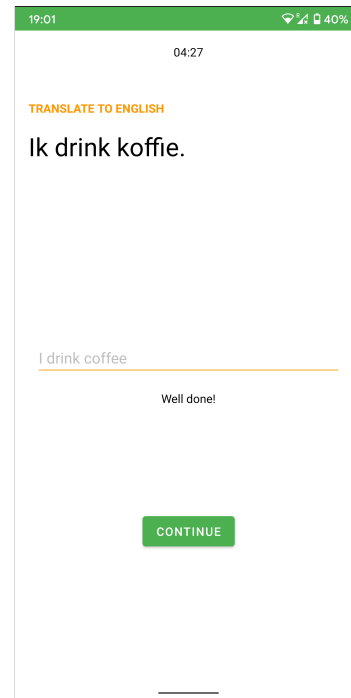 19:01
40%
04:27
TRANSLATE TO ENGLISH
Ik drink koffie.
I drink coffee
Well done!
CONTINUE